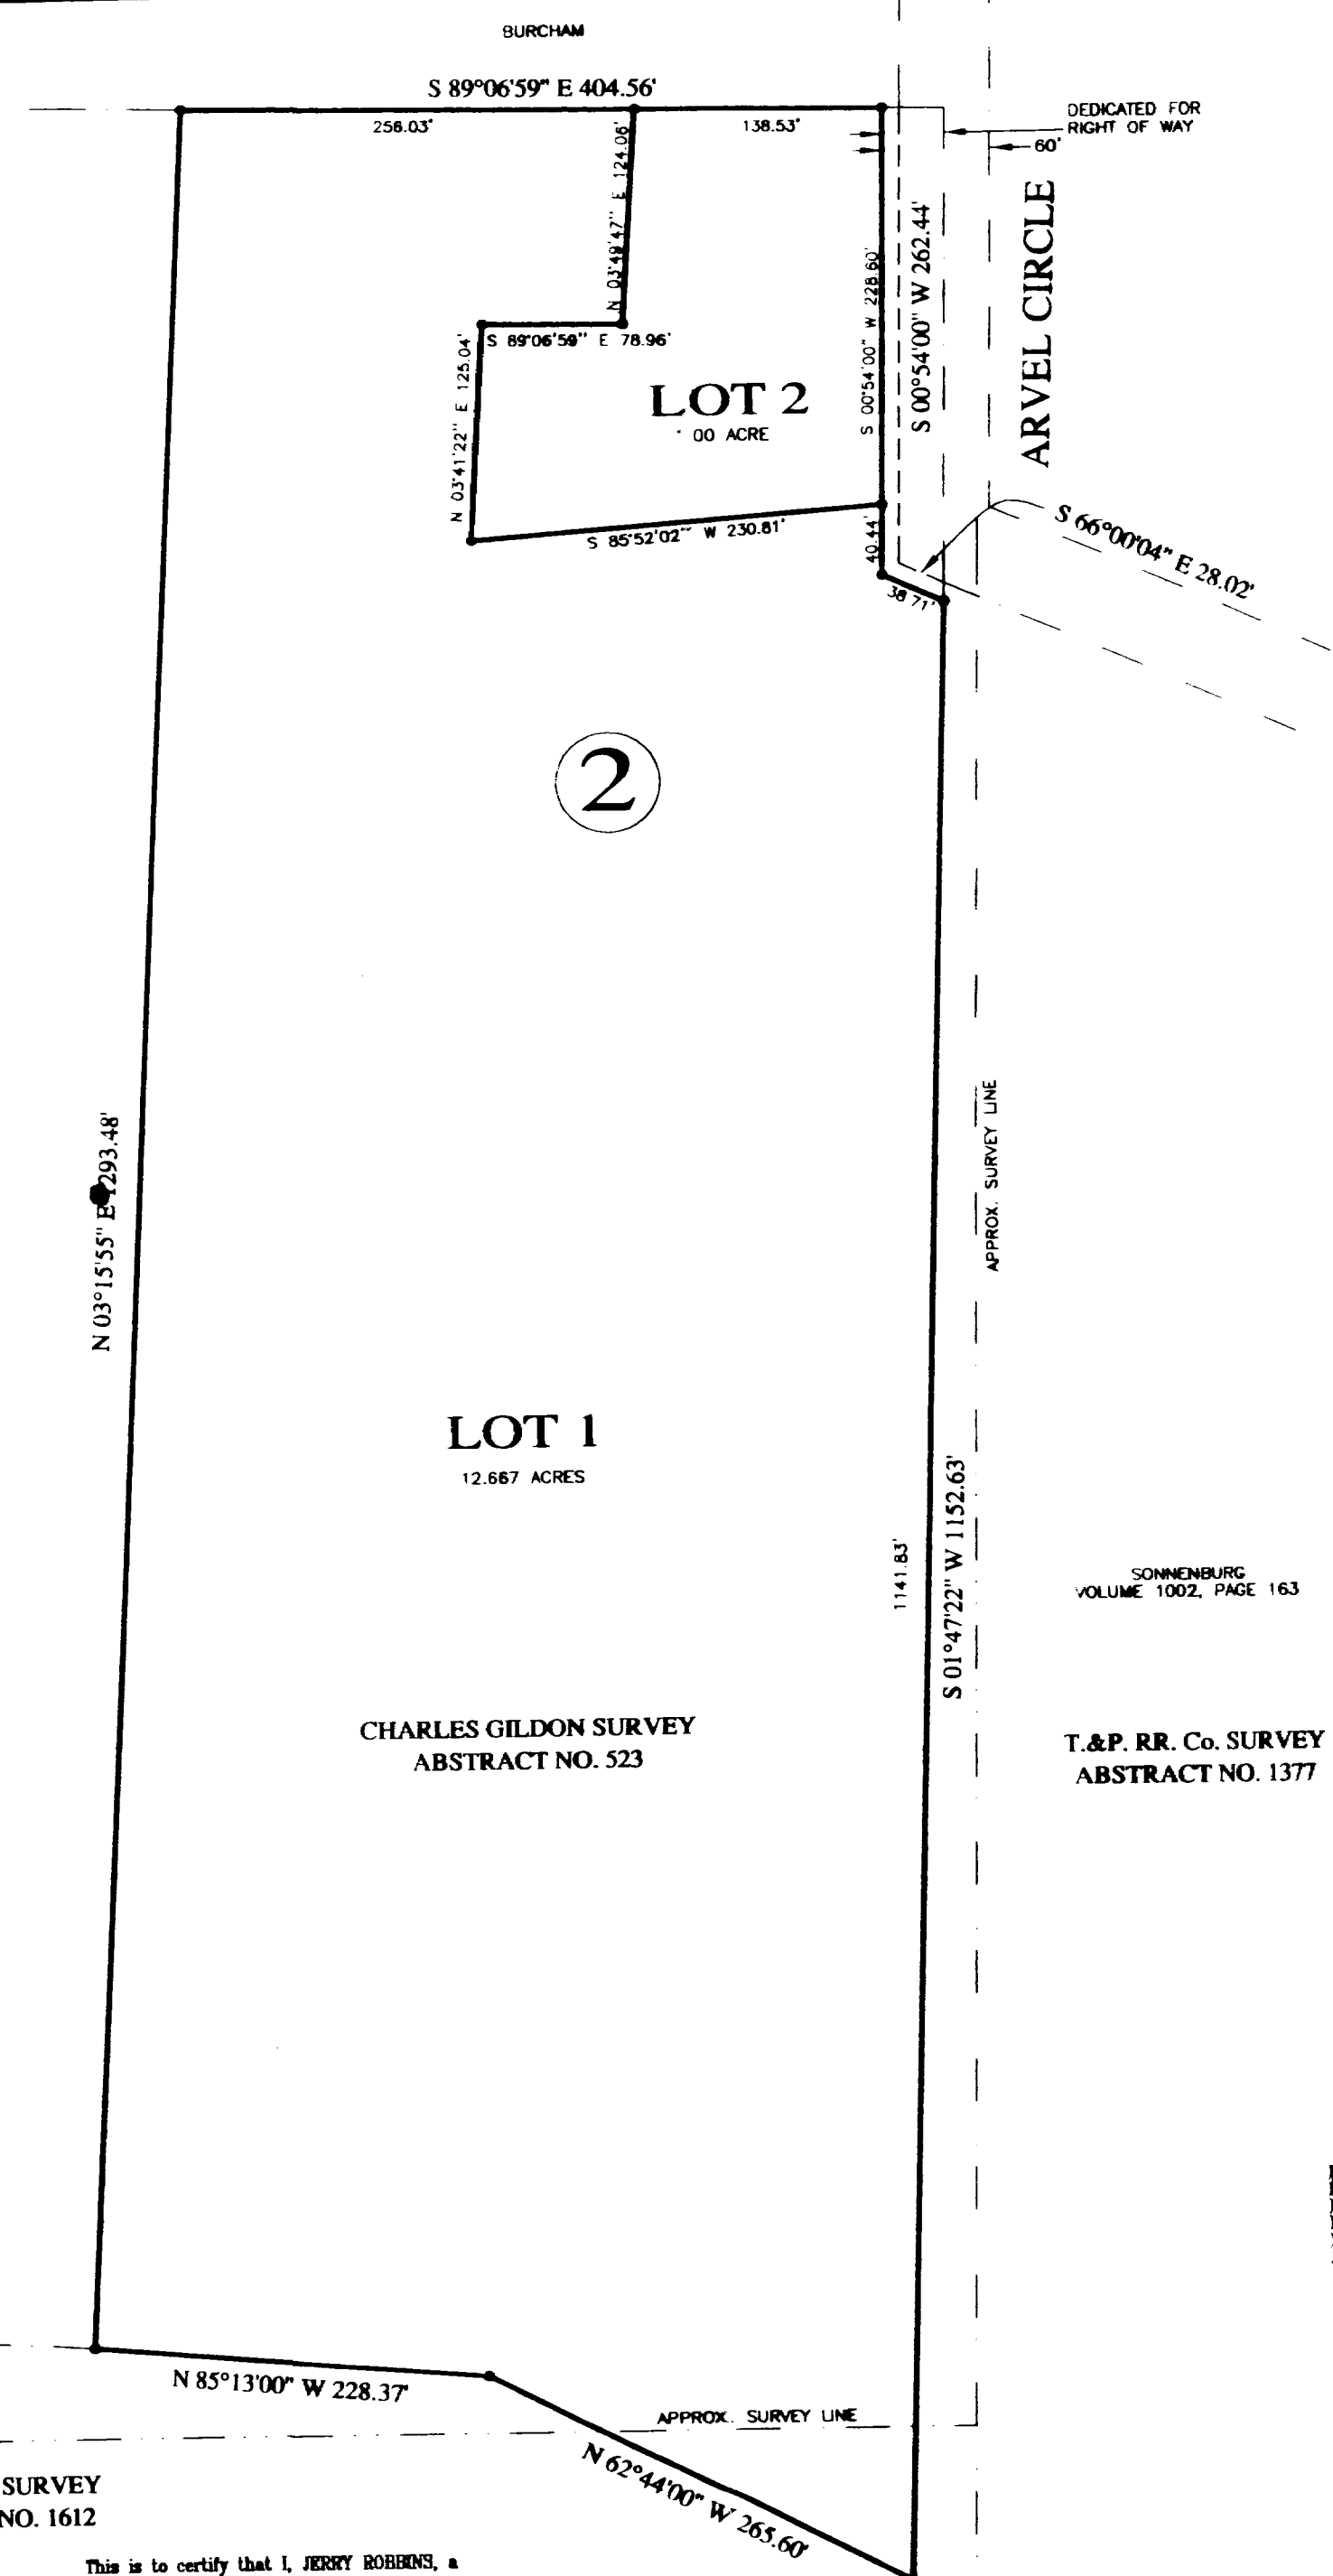 BURCHAM
S 89°06'59" E 404.56'
256.03'
138.53'
DEDICATED FOR
RIGHT OF WAY
60'
N 03°49'47" E 124.06'
S 00°54'00" W 228.60'
S 00°54'00" W 262.44'
ARVEL CIRCLE
S 89°06'59" E 78.96'
N 03°41'22" E 125.04'
LOT 2
00 ACRE
S 85°52'02" W 230.81'
40.44'
38.71'
S 66°00'04" E 28.02'
2
N 03°15'55" E 1293.48'
APPROX. SURVEY LINE
LOT 1
12.667 ACRES
1141.83'
S 01°47'22" W 1152.63'
SONNENBURG
VOLUME 1002, PAGE 163
CHARLES GILDON SURVEY
ABSTRACT NO. 523
T.&P. RR. Co. SURVEY
ABSTRACT NO. 1377
N 85°13'00" W 228.37'
APPROX. SURVEY LINE
N 62°44'00" W 265.60'
SURVEY
NO. 1612
This is to certify that I, JERRY ROBBINS, a